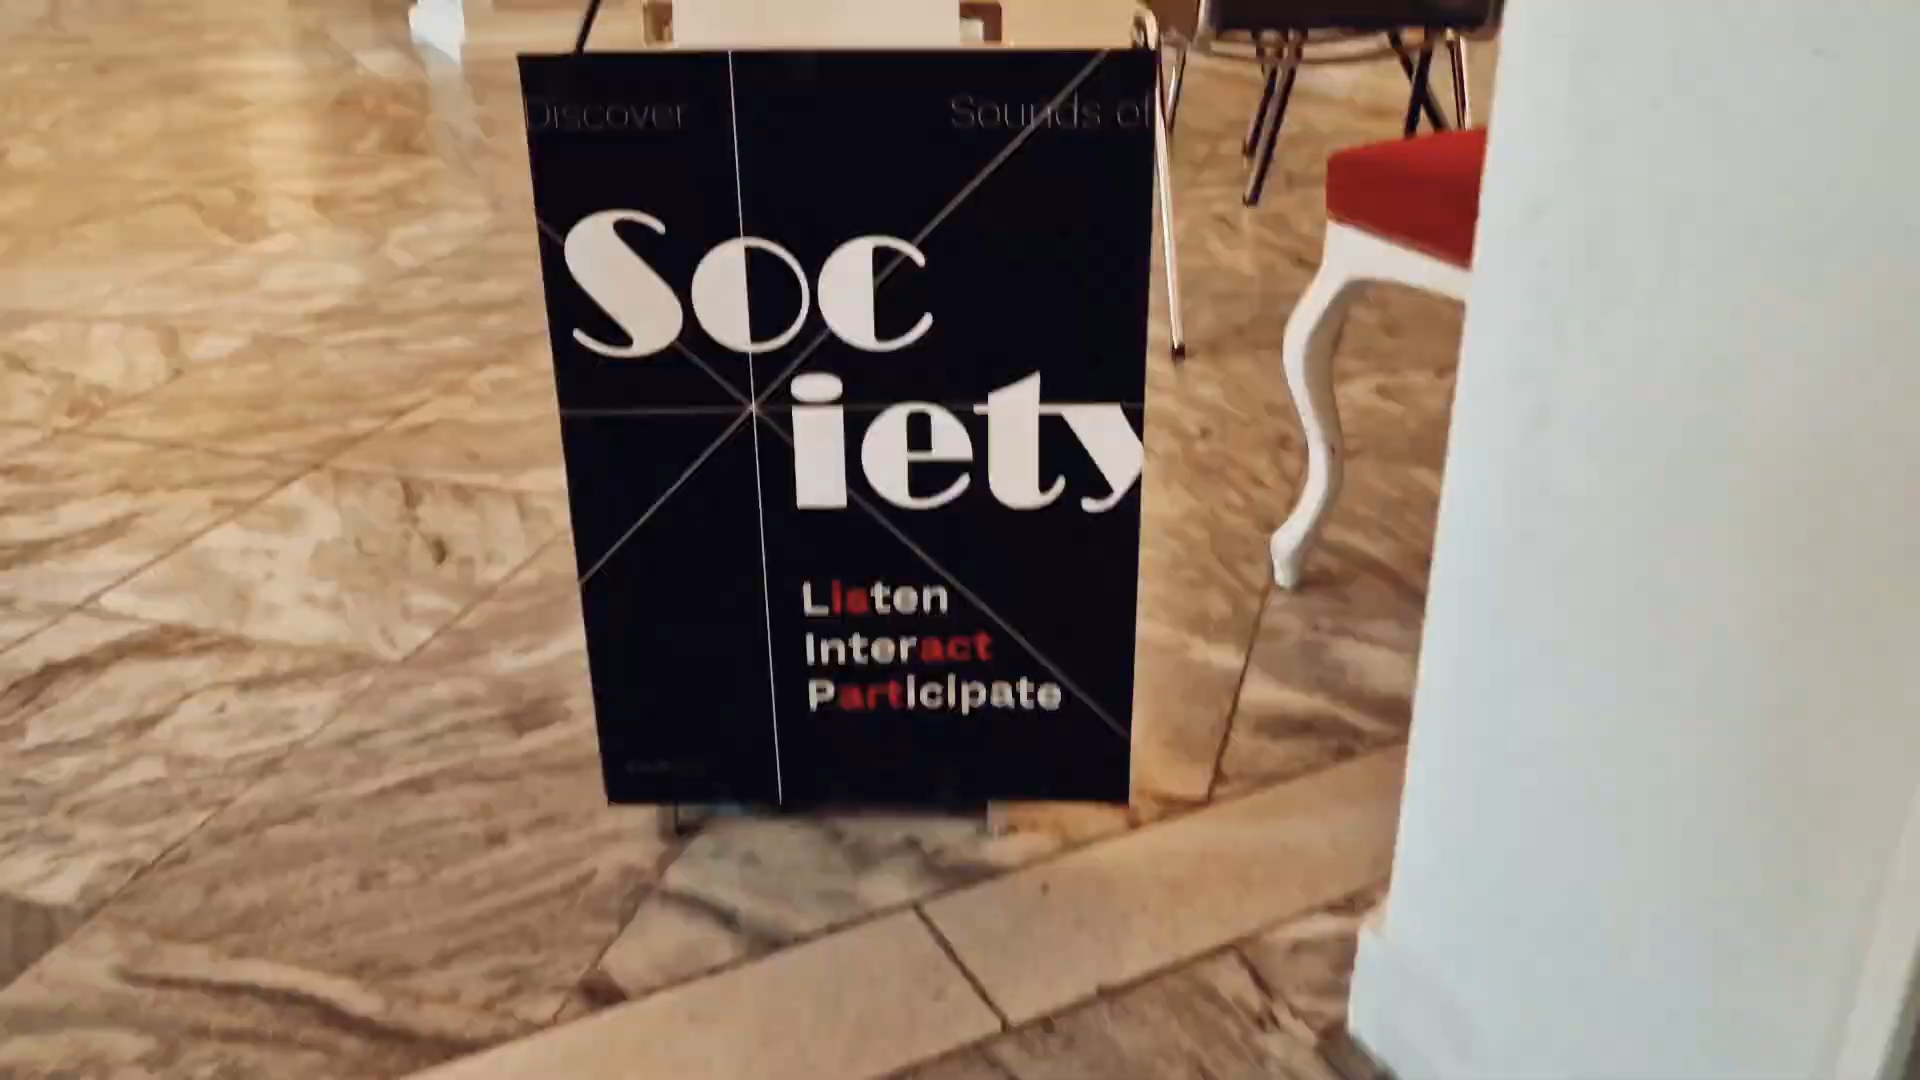 Discover Sounds of
Soc
iety
Listen
Interact
Participate